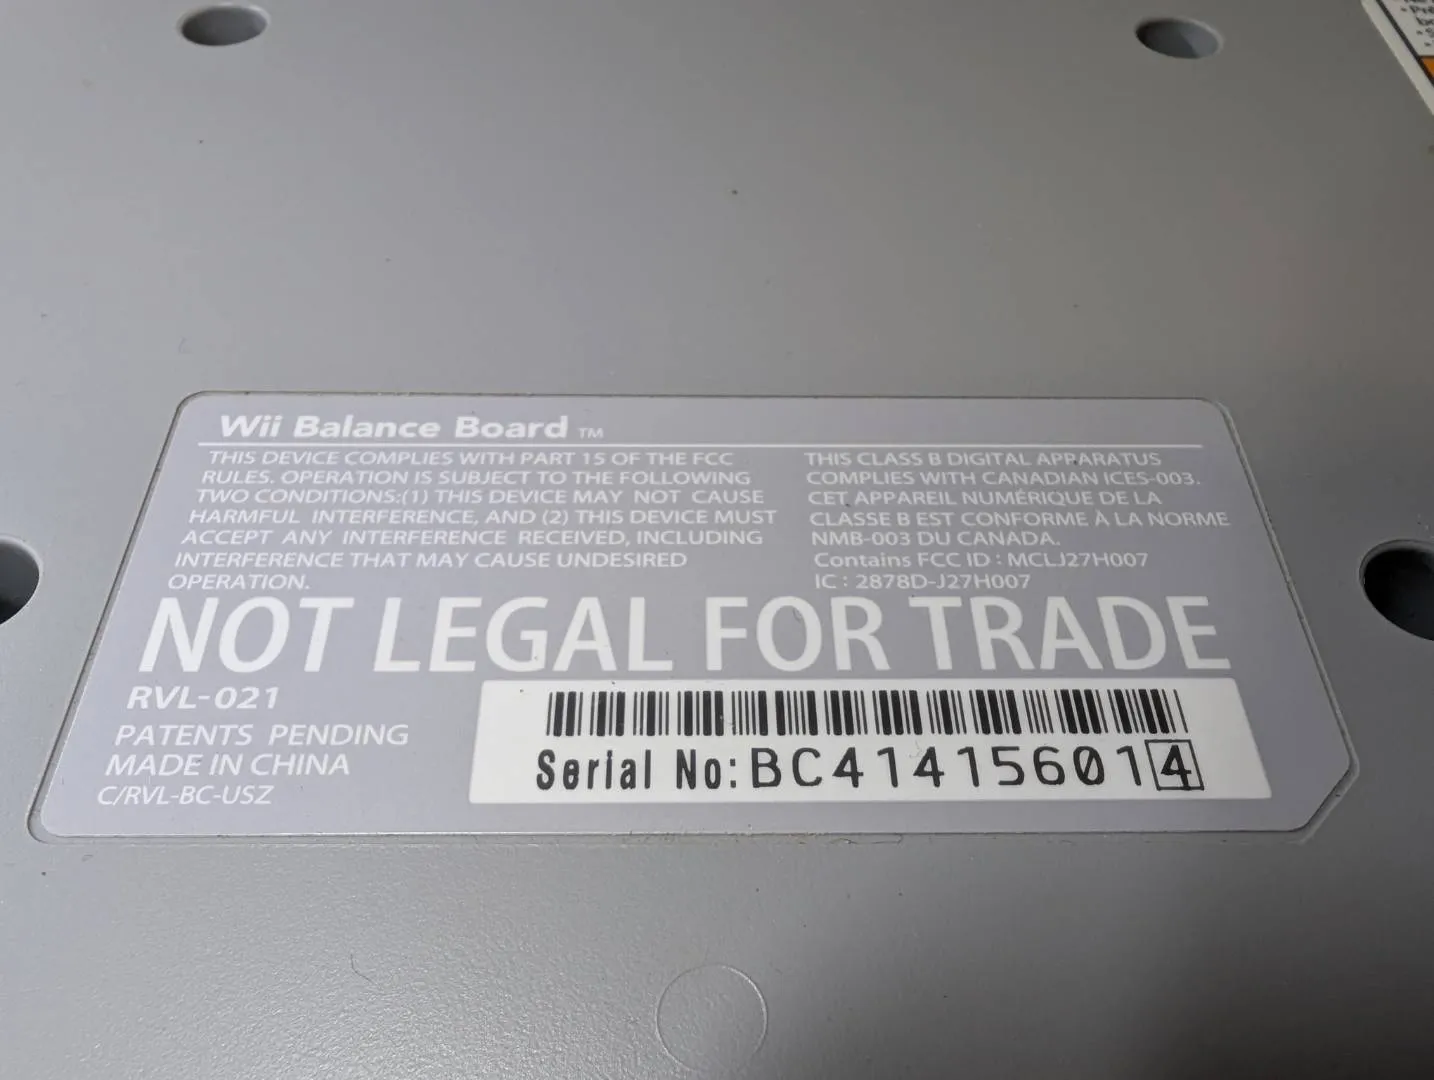 Wii Balance Board ™
THIS DEVICE COMPLIES WITH PART 15 OF THE FCC
RULES. OPERATION IS SUBJECT TO THE FOLLOWING
TWO CONDITIONS:(1) THIS DEVICE MAY NOT CAUSE
HARMFUL INTERFERENCE, AND (2) THIS DEVICE MUST
ACCEPT ANY INTERFERENCE RECEIVED, INCLUDING
INTERFERENCE THAT MAY CAUSE UNDESIRED
OPERATION.
THIS CLASS B DIGITAL APPARATUS
COMPLIES WITH CANADIAN ICES-003.
CET APPAREIL NUMÉRIQUE DE LA
CLASSE B EST CONFORME À LA NORME
NMB-003 DU CANADA.
Contains FCC ID : MCLJ27H007
IC : 2878D-J27H007
NOT LEGAL FOR TRADE
RVL-021
PATENTS PENDING
MADE IN CHINA
C/RVL-BC-USZ
Serial No: BC414156014